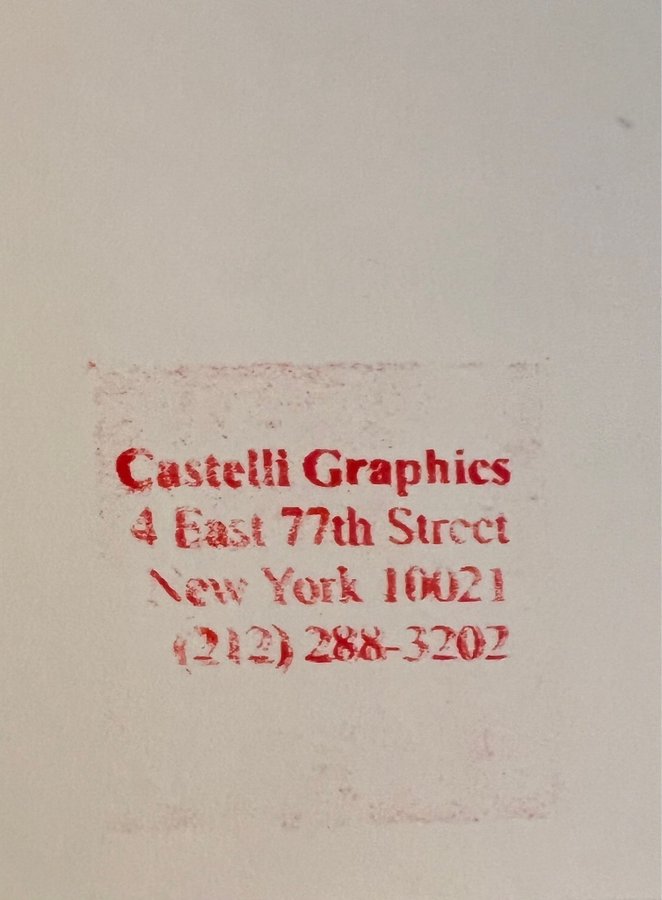 Castelli Graphics
4 East 77th Street
New York 10021
(212) 288-3202